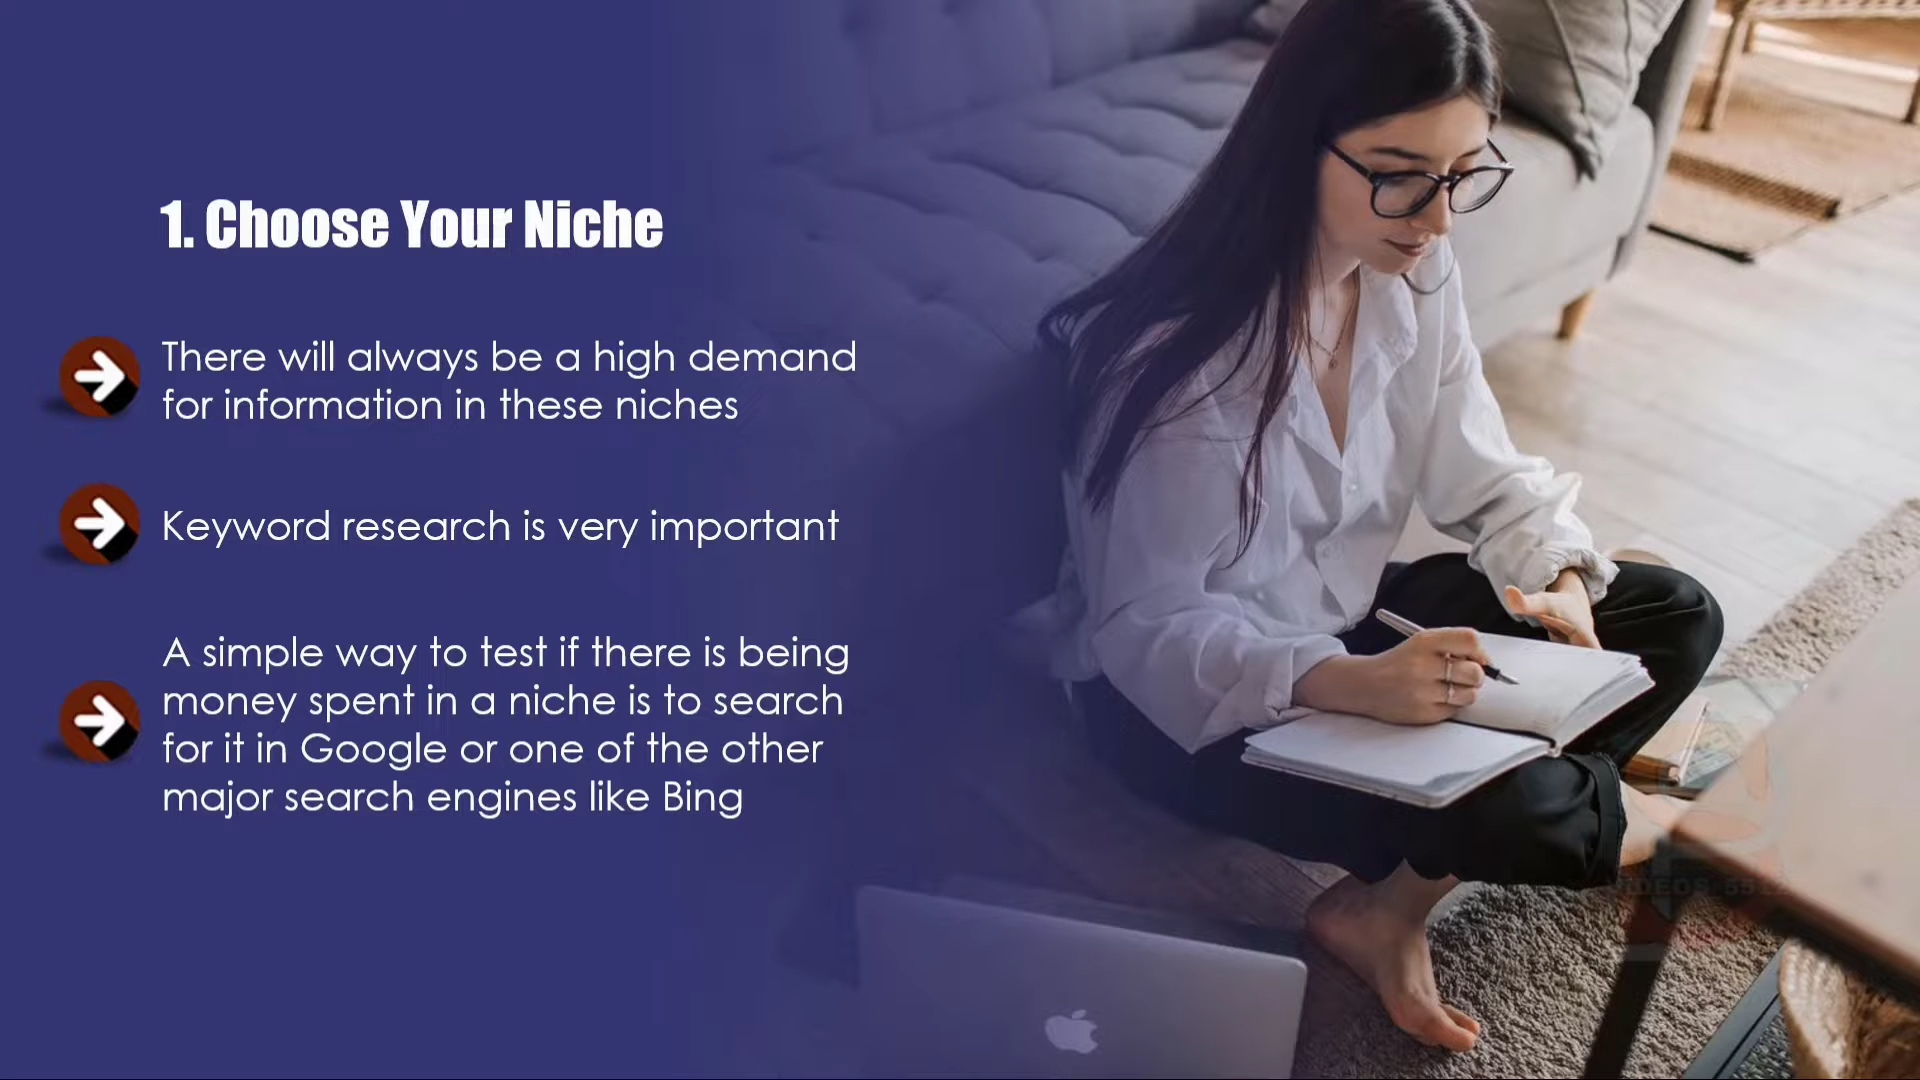 1. Choose Your Niche
There will always be a high demand
for information in these niches
Keyword research is very important
A simple way to test if there is being
money spent in a niche is to search
for it in Google or one of the other
major search engines like Bing